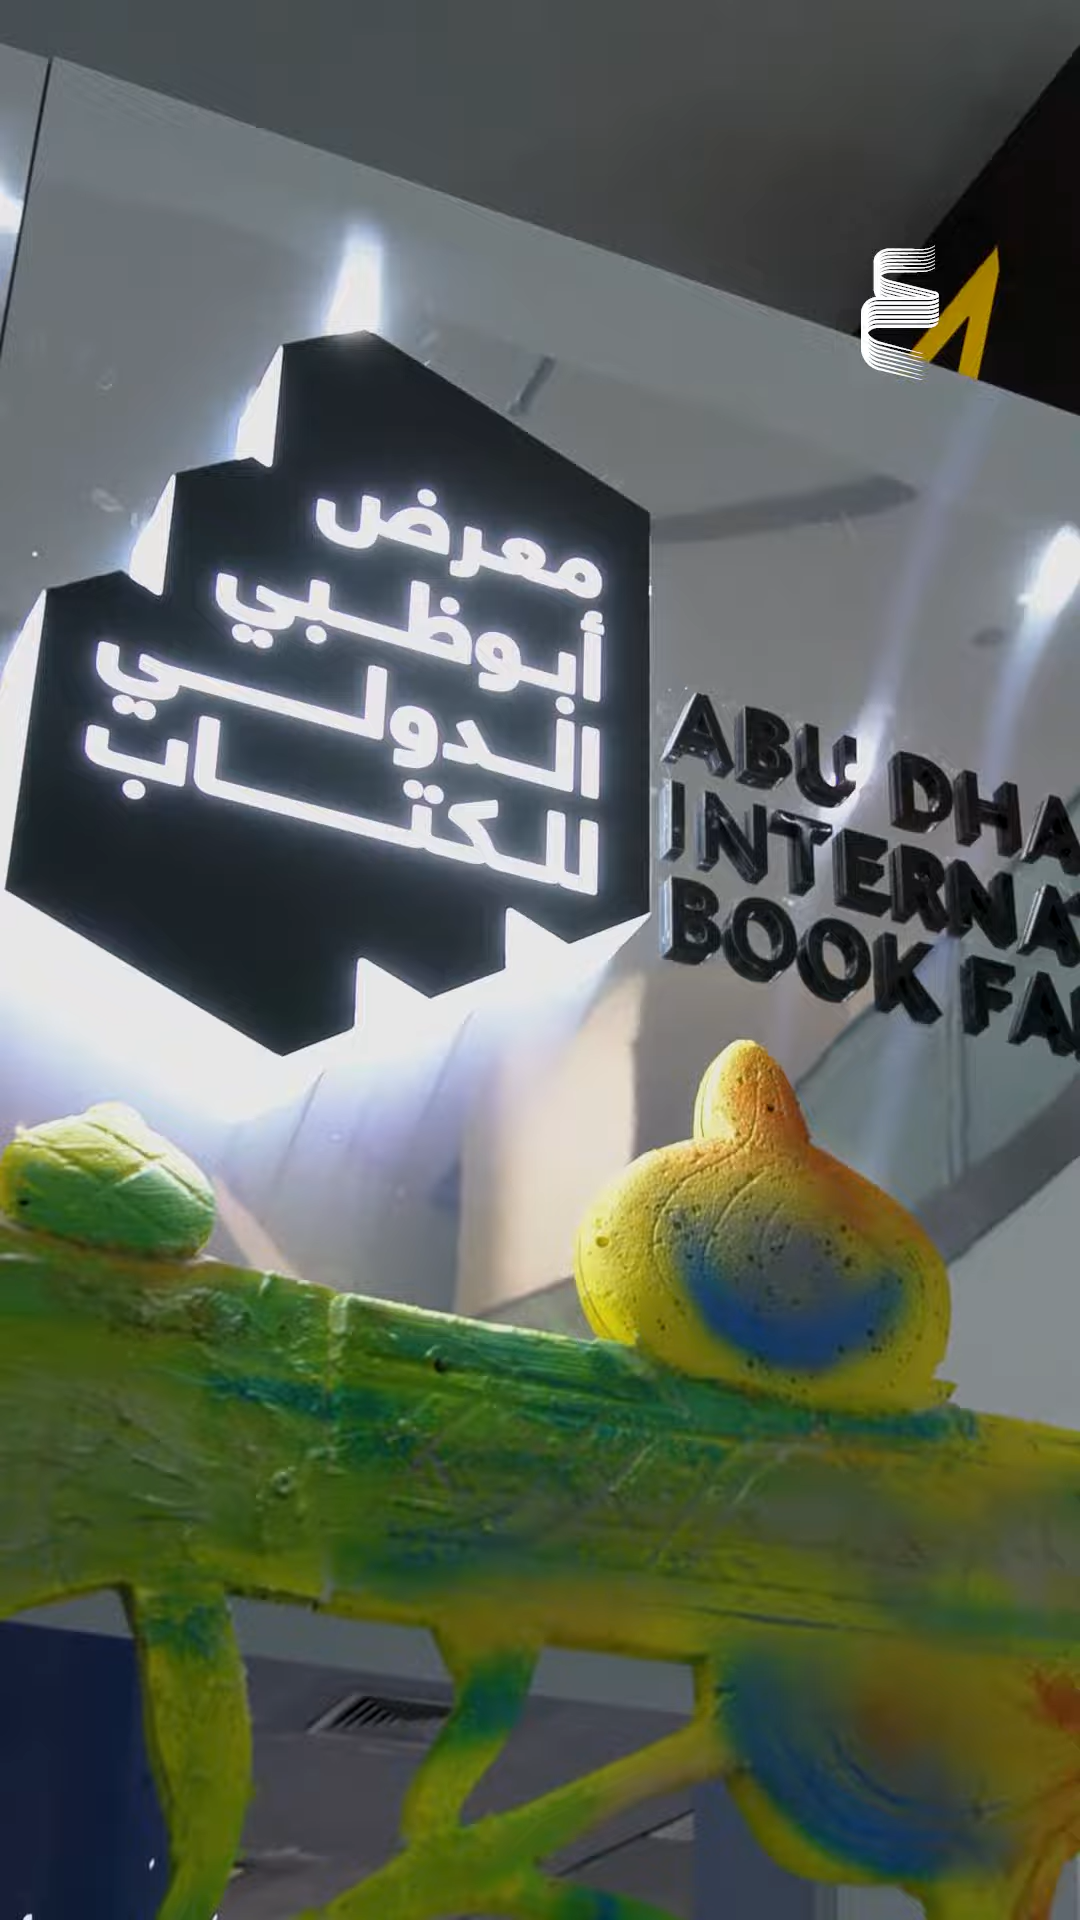 معرض
أبوظبي
الدولي
للكتاب
ABU DHA
INTERNA
BOOK FA